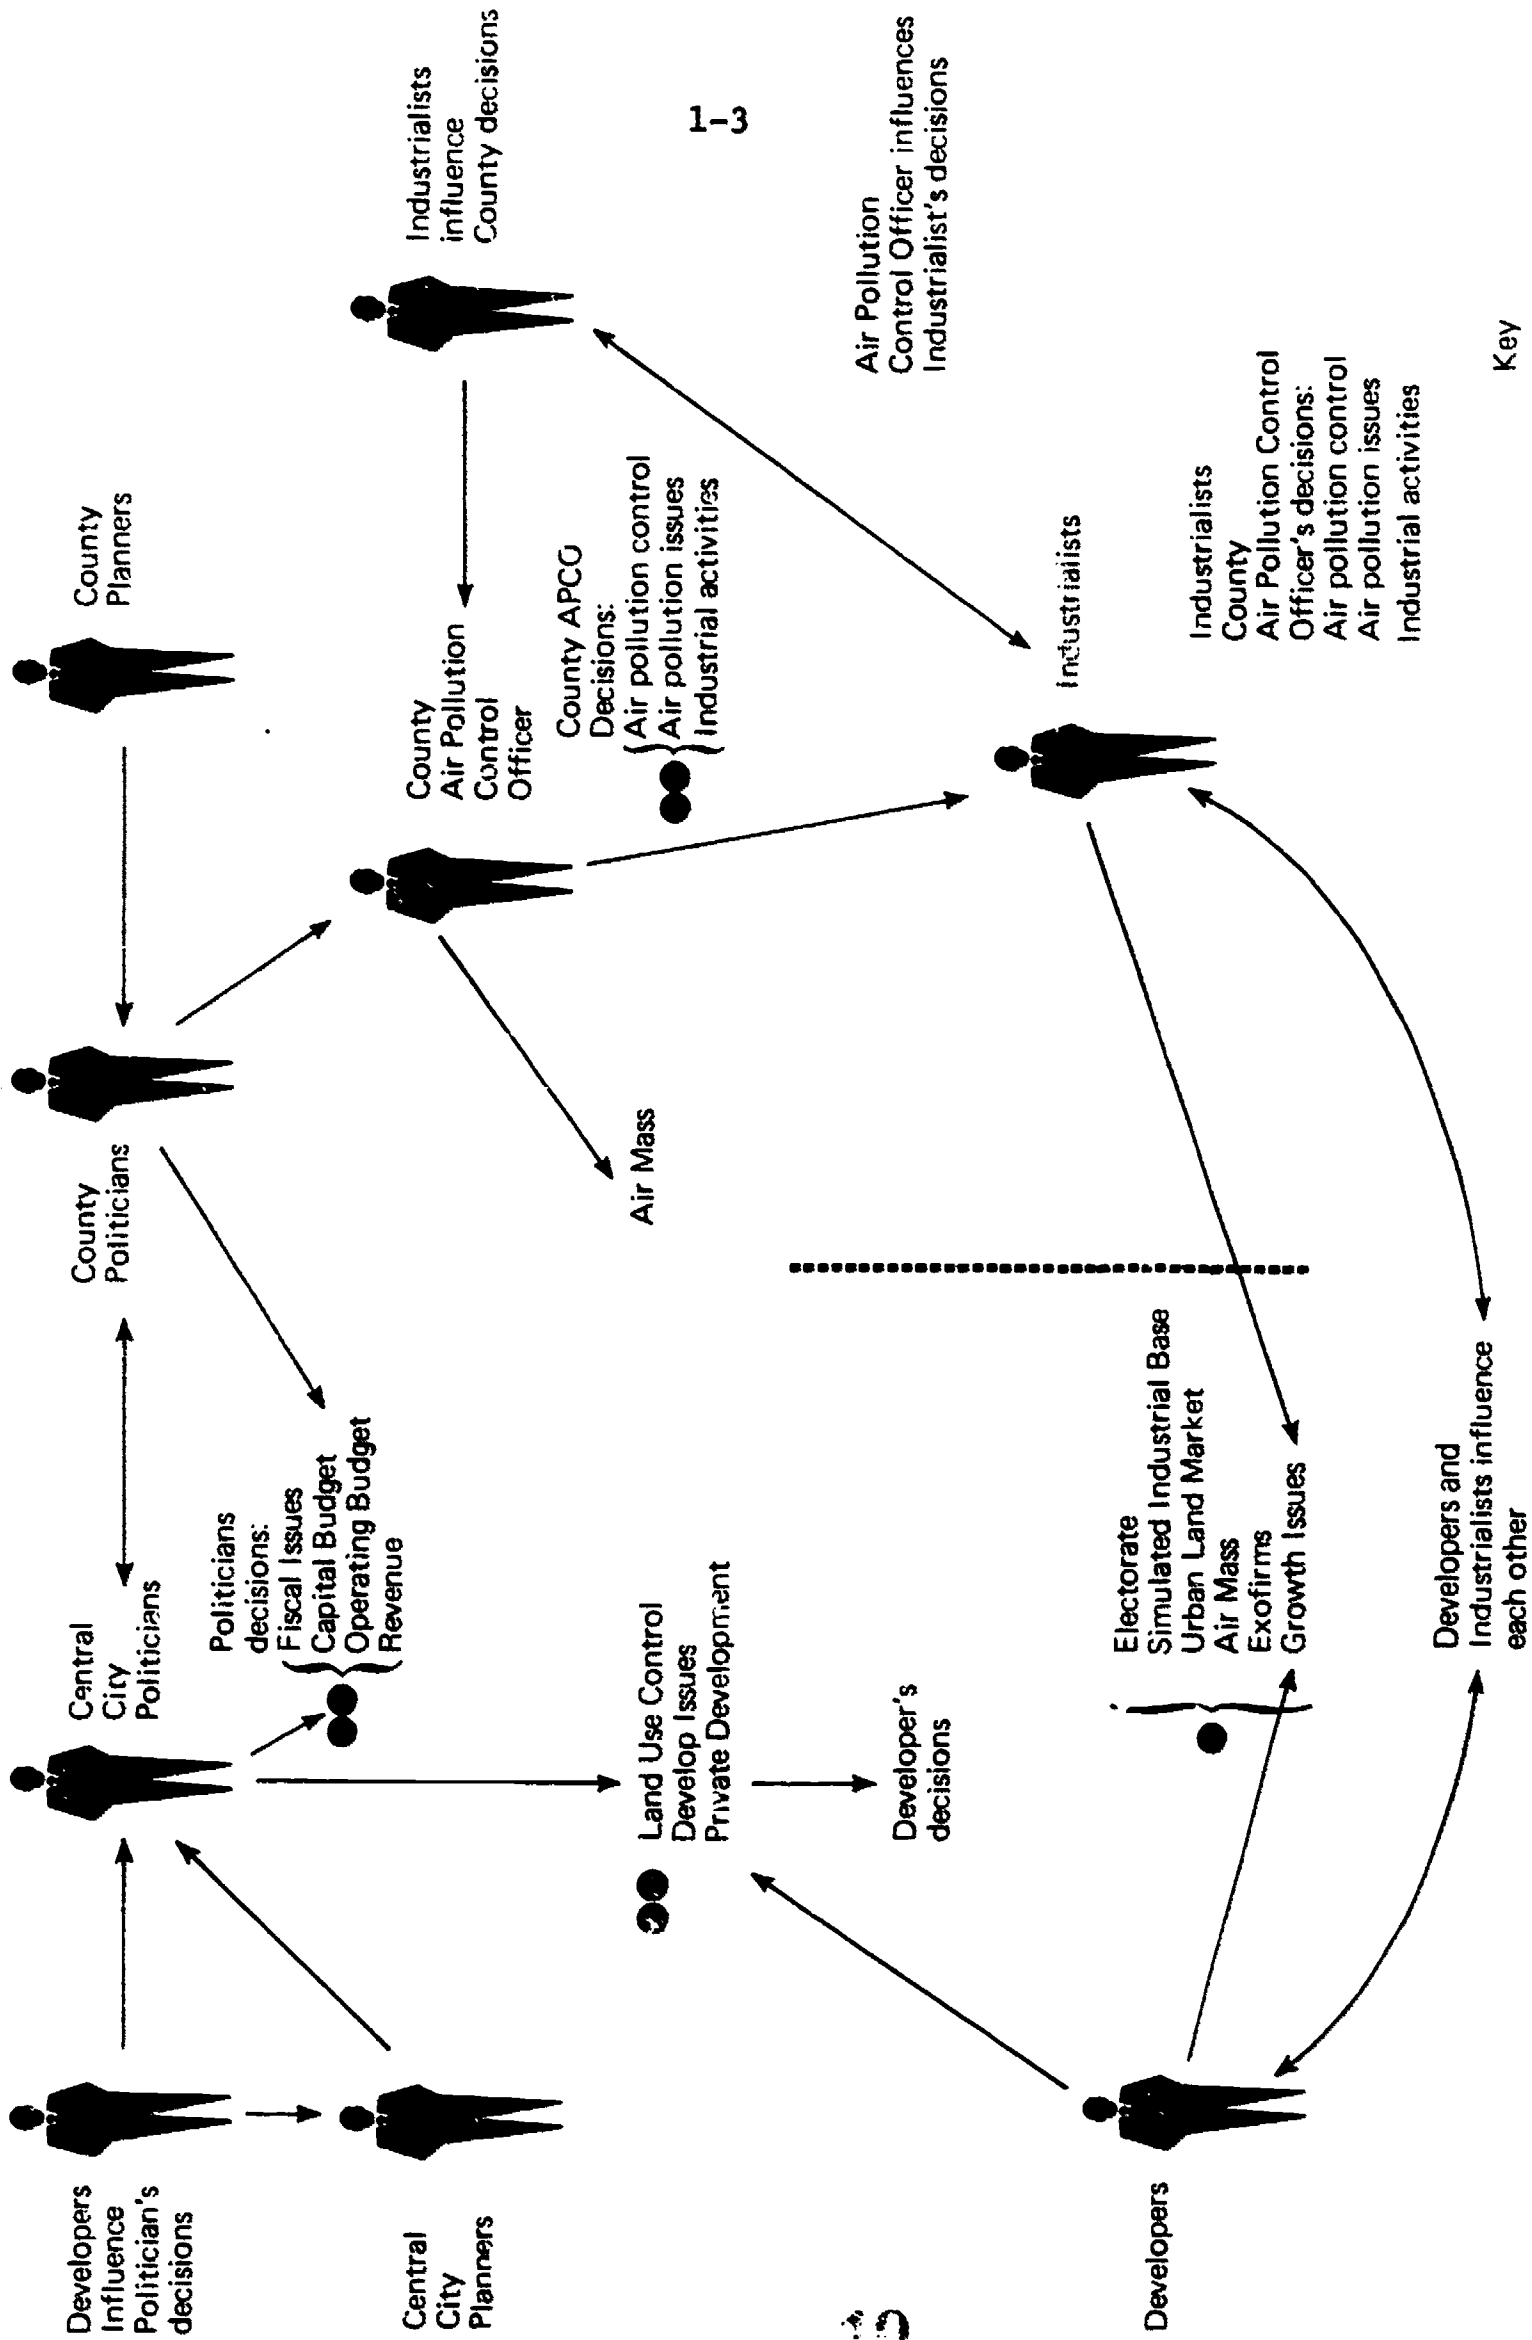 Developers
Influence
Politician's
decisions
Central
City
Politicians
County
Politicians
County
Planners
Politicians
decisions:
Fiscal Issues
Capital Budget
Operating Budget
Revenue
Central
City
Planners
County
Air Pollution
Control
Officer
Industrialists
influence
County decisions
County APCO
Decisions:
Air pollution control
Air pollution issues
Industrial activities
Land Use Control
Develop Issues
Private Development
Air Mass
1-3
Developer's
decisions
Air Pollution
Control Officer influences
Industrialist's decisions
Industrialists
Developers
Electorate
Simulated Industrial Base
Urban Land Market
Air Mass
Exofirms
Growth Issues
Industrialists
County
Air Pollution Control
Officer's decisions:
Air pollution control
Air pollution issues
Industrial activities
Developers and
Industrialists influence
each other
Key